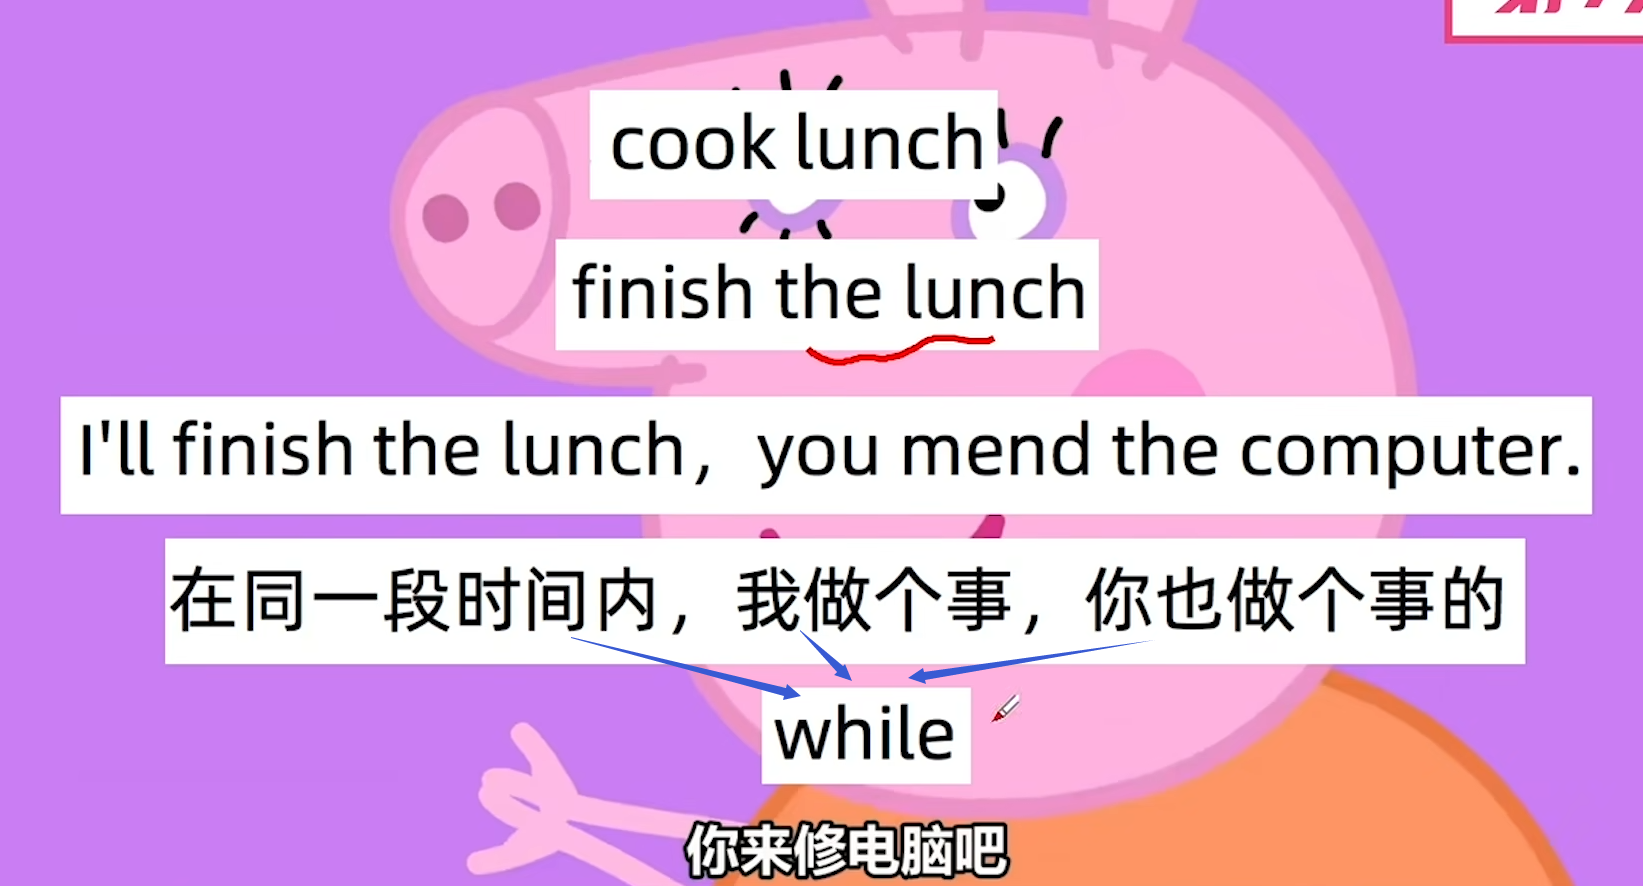 cook lunch
finish the lunch
I'll finish the lunch，you mend the computer.
在同一段时间内，我做个事，你也做个事的
while
你来修电脑吧